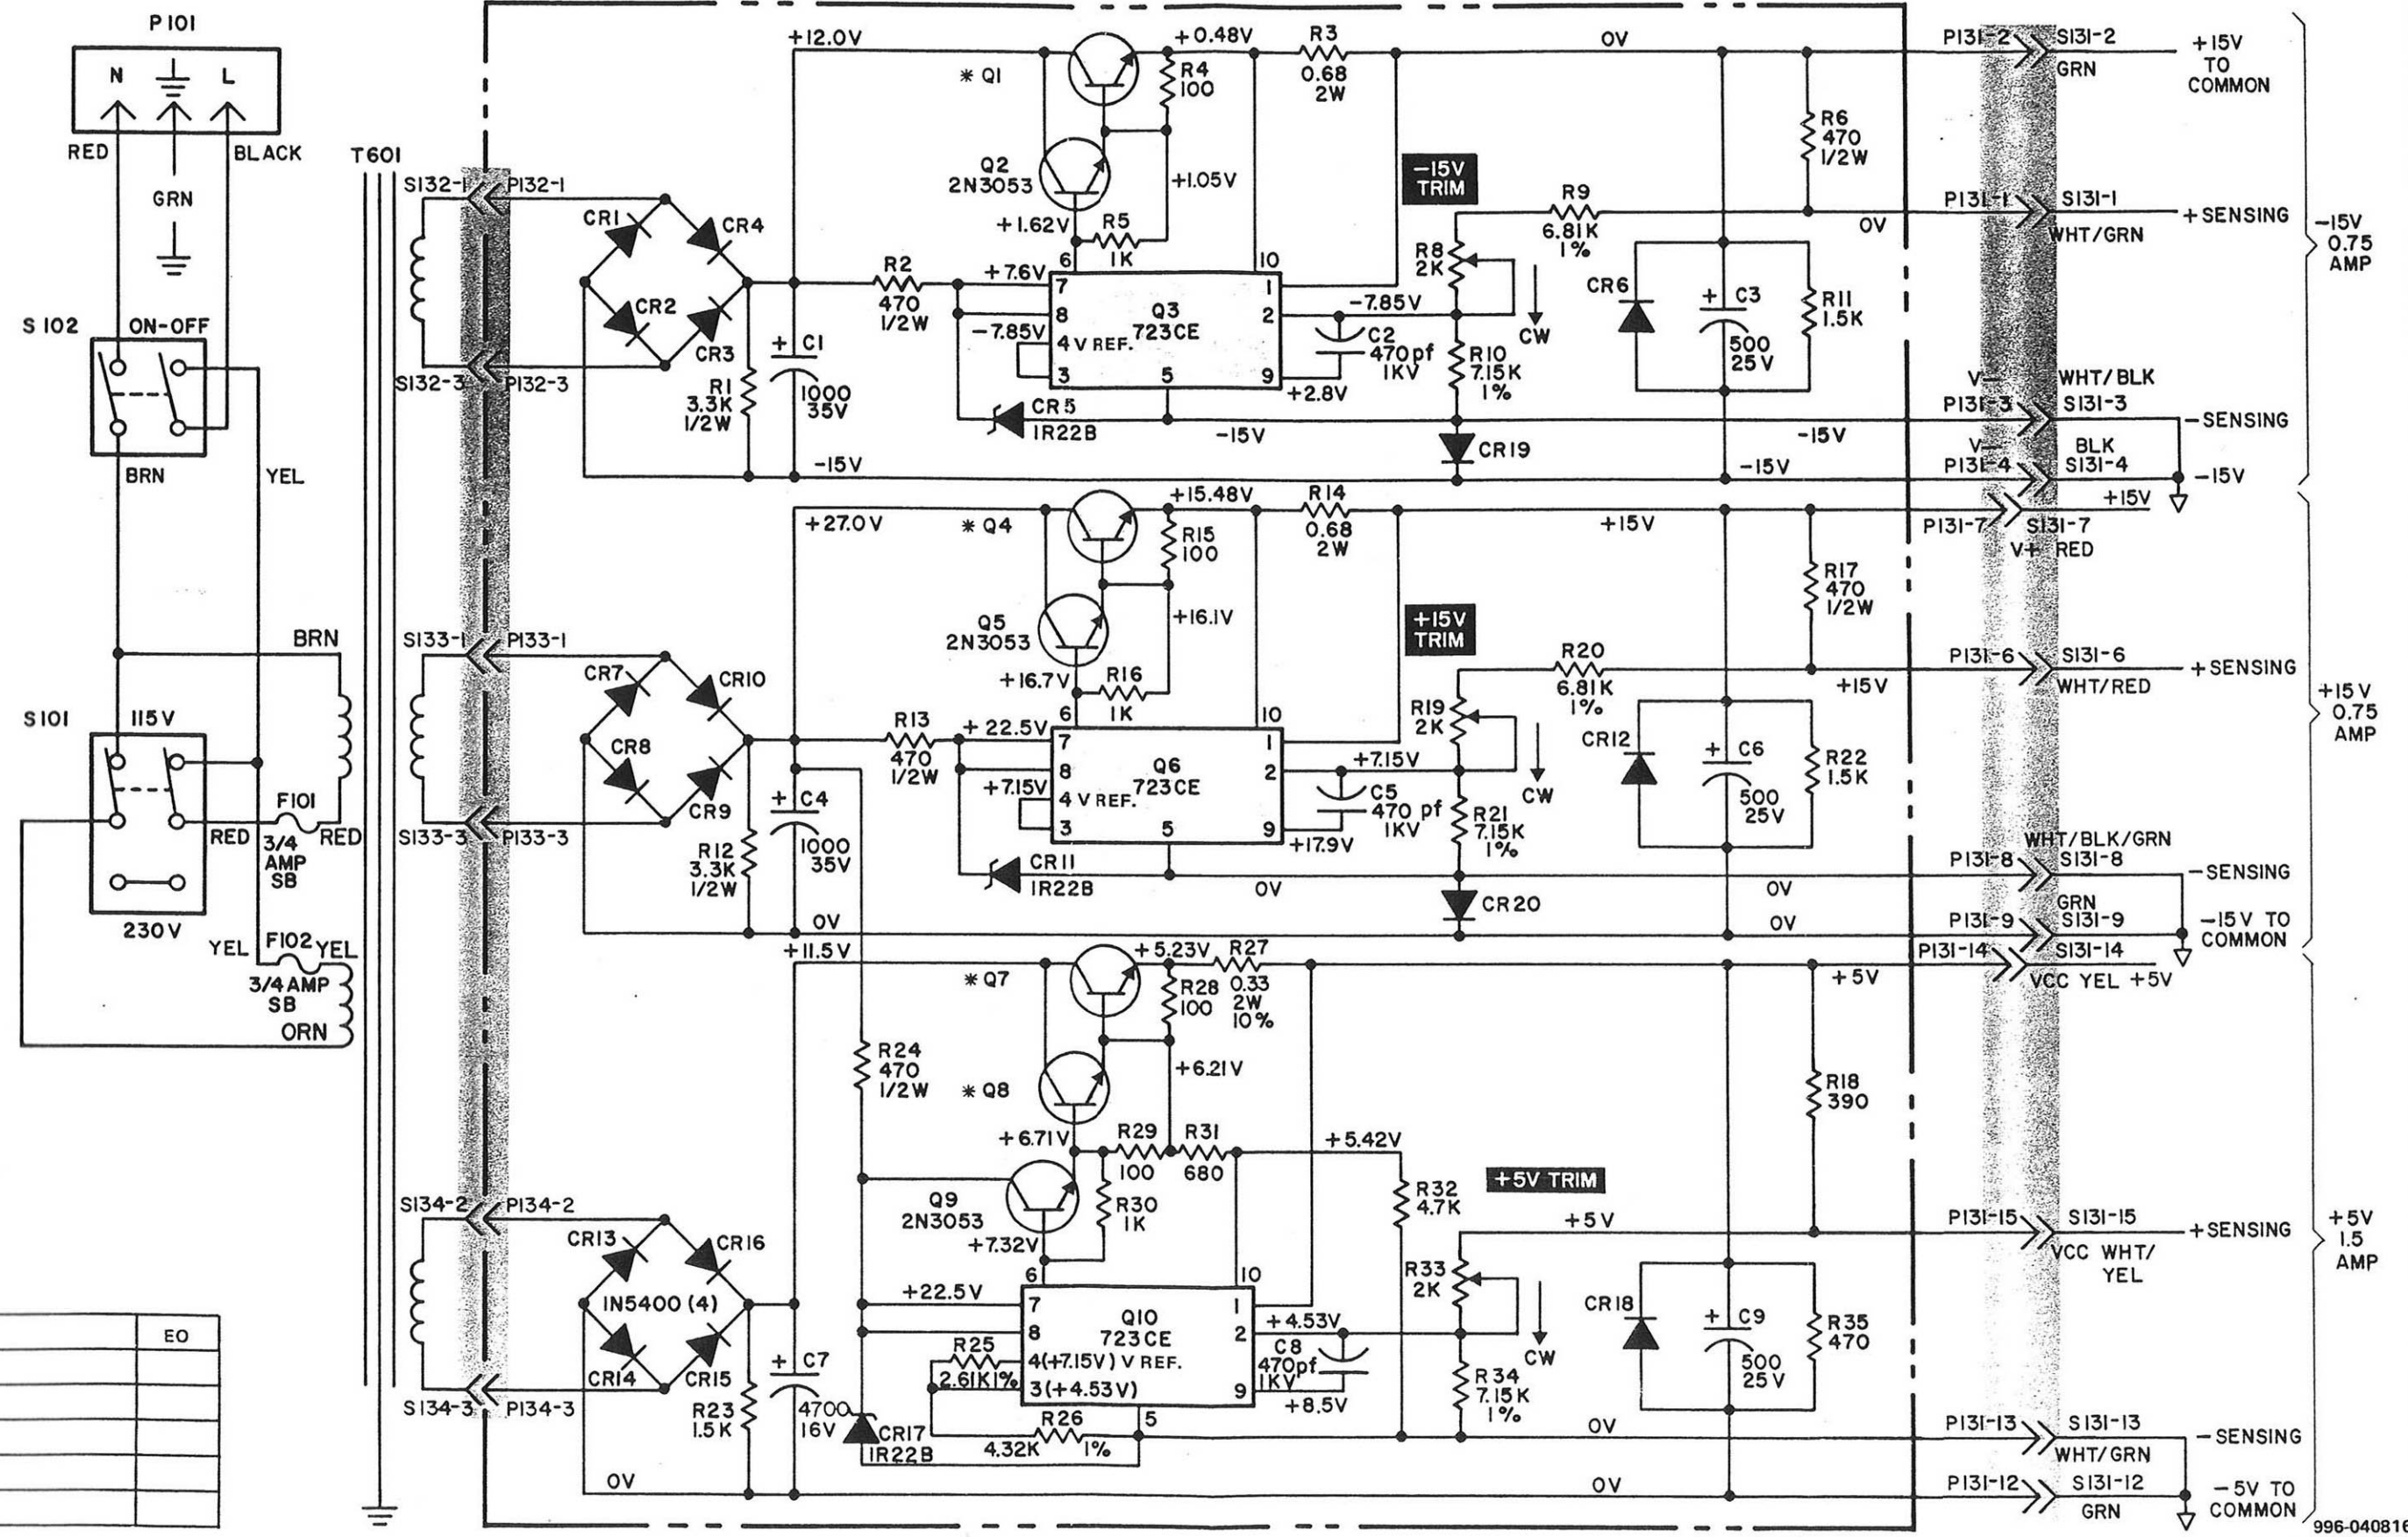 P101
N
L
RED
BLACK
GRN
T601
S102
ON-OFF
BRN
YEL
BRN
S101
115V
RED
F101
3/4
AMP
SB
RED
230V
YEL
F102
YEL
3/4 AMP
SB
ORN
EO
S132-1
P132-1
S132-3
P132-3
CR1
CR4
CR2
CR3
R1
3.3K
1/2W
+ C1
1000
35V
+12.0V
* Q1
+0.48V
R4
100
R3
0.68
2W
0V
Q2
2N3053
+1.05V
+1.62V
R5
1K
R2
470
1/2W
+7.6V
6
10
7
8
-7.85V
4 V REF.
3
5
Q3
723CE
1
2
9
-7.85V
C2
470pf
1KV
+2.8V
CR5
1R22B
-15V
-15V
-15V
TRIM
R8
2K
CW
R9
6.81K
1%
R10
7.15K
1%
CR19
R6
470
1/2W
0V
CR6
+ C3
500
25V
R11
1.5K
-15V
-15V
P131-2
S131-2
GRN
+15V
TO
COMMON
P131-1
S131-1
WHT/GRN
+SENSING
-15V
0.75
AMP
V-
WHT/BLK
P131-3
S131-3
-SENSING
V-
BLK
P131-4
S131-4
-15V
S133-1
P133-1
S133-3
P133-3
CR7
CR10
CR8
CR9
R12
3.3K
1/2W
+ C4
1000
35V
+27.0V
* Q4
+15.48V
R15
100
R14
0.68
2W
+15V
Q5
2N3053
+16.1V
+16.7V
R16
1K
R13
470
1/2W
+22.5V
6
10
7
8
+7.15V
4 V REF.
3
5
Q6
723CE
1
2
9
+7.15V
C5
470 pf
1KV
+17.9V
CR11
1R22B
0V
0V
+15V
TRIM
R19
2K
CW
R20
6.81K
1%
R21
7.15K
1%
CR20
R17
470
1/2W
+15V
CR12
+ C6
500
25V
R22
1.5K
0V
0V
+15V
P131-7
S131-7
V+ RED
P131-6
S131-6
WHT/RED
+SENSING
+15V
0.75
AMP
WHT/BLK/GRN
P131-8
S131-8
-SENSING
GRN
P131-9
S131-9
-15V TO
COMMON
S134-2
P134-2
S134-3
P134-3
CR13
CR16
IN5400 (4)
CR14
CR15
R23
1.5K
+ C7
4700
16V
+11.5V
* Q7
+5.23V
R28
100
R27
0.33
2W
10%
R24
470
1/2W
* Q8
+6.21V
+6.71V
R29
100
R31
680
+5.42V
Q9
2N3053
R30
1K
+7.32V
+22.5V
6
10
7
8
R25
2.61K1%
4(+7.15V) V REF.
3(+4.53V)
5
Q10
723CE
1
2
9
+4.53V
C8
470pf
1KV
+8.5V
R26
4.32K
1%
CR17
1R22B
0V
R32
4.7K
+5V TRIM
R33
2K
CW
R34
7.15K
1%
+5V
+5V
R18
390
CR18
+ C9
500
25V
R35
470
0V
0V
P131-14
S131-14
VCC YEL +5V
P131-15
S131-15
VCC WHT/
YEL
+SENSING
+5V
1.5
AMP
P131-13
S131-13
WHT/GRN
-SENSING
P131-12
S131-12
GRN
-5V TO
COMMON